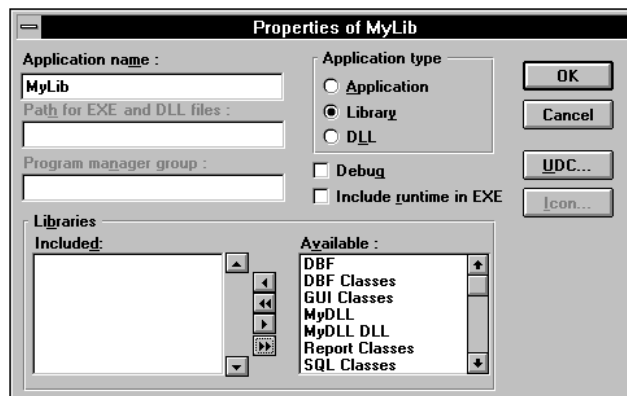 Properties of MyLib
Application name :
MyLib
Path for EXE and DLL files :
Program manager group :
Application type
Application
Library
DLL
Debug
Include runtime in EXE
OK
Cancel
UDC...
Icon...
Libraries
Included:
Available :
DBF
DBF Classes
GUI Classes
MyDLL
MyDLL DLL
Report Classes
SQL Classes